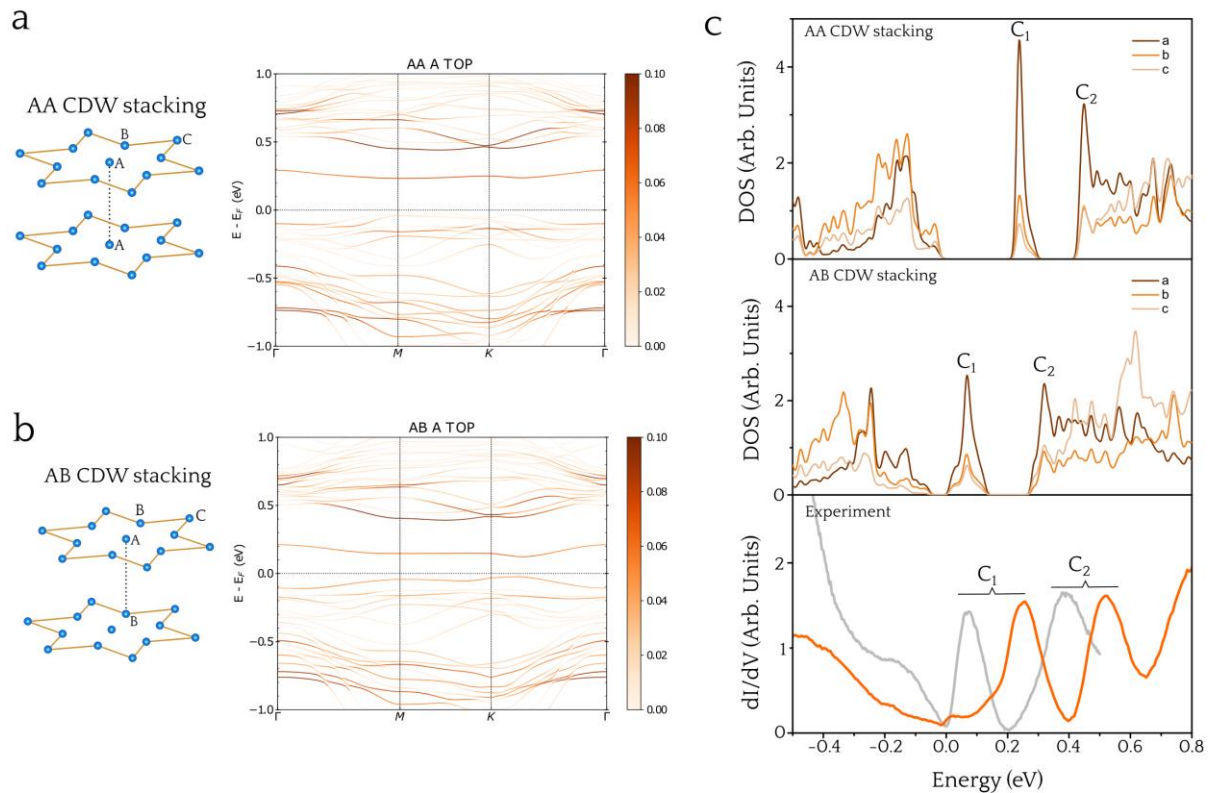 a
AA CDW stacking
B
C
A
A
AA A TOP
E - E_F (eV)
1.0
0.5
0.0
−0.5
−1.0
Γ M K Γ
0.10
0.08
0.06
0.04
0.02
0.00
b
AB CDW stacking
B
C
A
B
AB A TOP
E - E_F (eV)
1.0
0.5
0.0
−0.5
−1.0
Γ M K Γ
0.10
0.08
0.06
0.04
0.02
0.00
c
AA CDW stacking
C₁
C₂
a
b
c
DOS (Arb. Units)
4
2
0
AB CDW stacking
C₁
C₂
a
b
c
DOS (Arb. Units)
4
2
0
Experiment
C₁
C₂
dI/dV (Arb. Units)
2
1
0
−0.4 −0.2 0.0 0.2 0.4 0.6 0.8
Energy (eV)